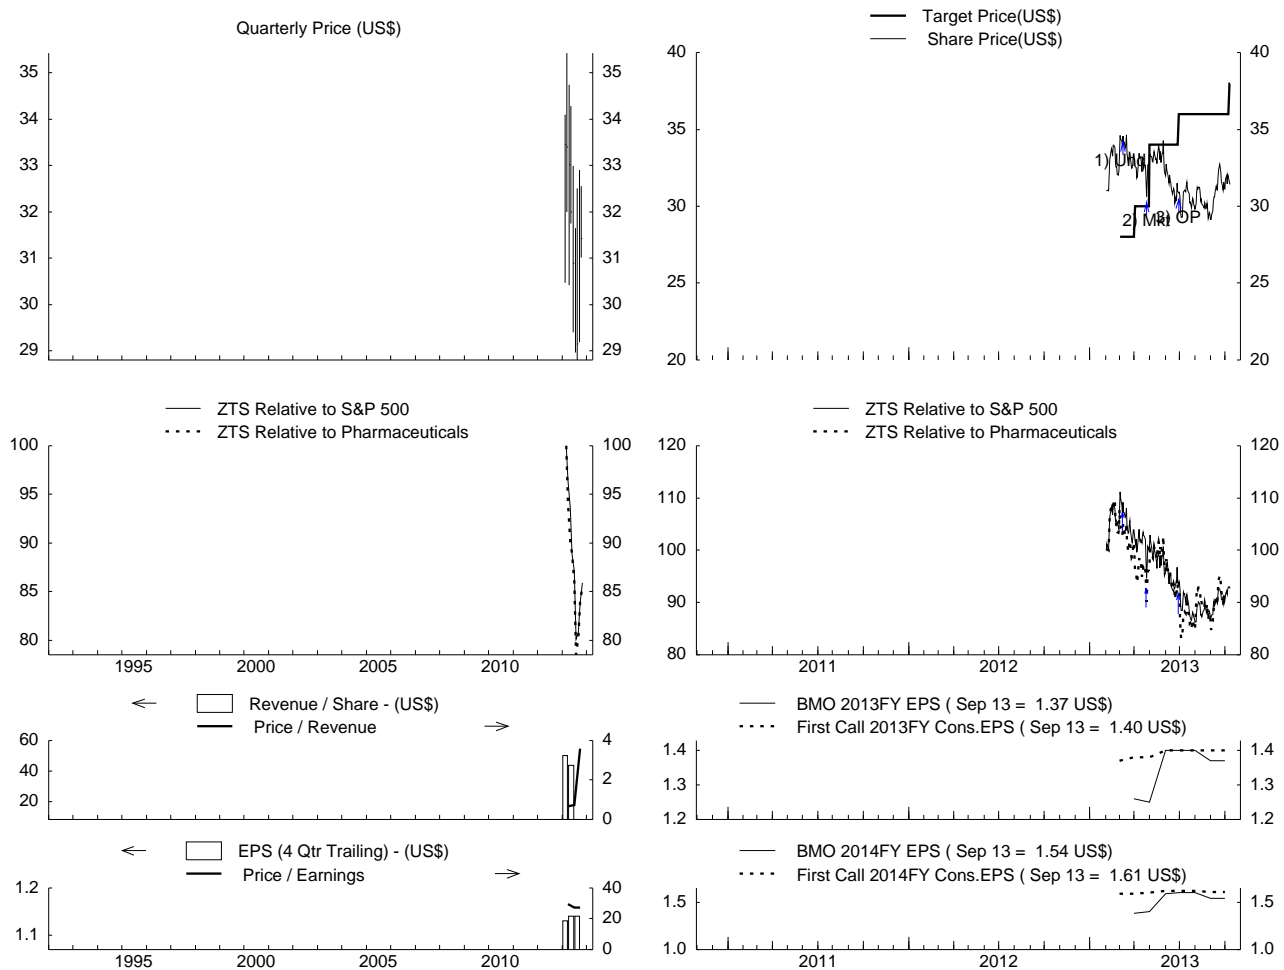 Quarterly Price (US$)
35 35
34 34
33 33
32 32
31 31
30 30
29 29
Target Price(US$)
Share Price(US$)
40 40
35 35
1) Und
30 30
2) Mkt 3) OP
25 25
20 20
ZTS Relative to S&P 500
ZTS Relative to Pharmaceuticals
100 100
95 95
90 90
85 85
80 80
1995 2000 2005 2010
ZTS Relative to S&P 500
ZTS Relative to Pharmaceuticals
120 120
110 110
100 100
90 90
80 80
2011 2012 2013
Revenue / Share - (US$)
Price / Revenue
60 4
40 2
20
0
BMO 2013FY EPS ( Sep 13 = 1.37 US$)
First Call 2013FY Cons.EPS ( Sep 13 = 1.40 US$)
1.4 1.4
1.3 1.3
1.2 1.2
EPS (4 Qtr Trailing) - (US$)
Price / Earnings
1.2 40
20
1.1 0
1995 2000 2005 2010
BMO 2014FY EPS ( Sep 13 = 1.54 US$)
First Call 2014FY Cons.EPS ( Sep 13 = 1.61 US$)
1.5 1.5
1.0 1.0
2011 2012 2013